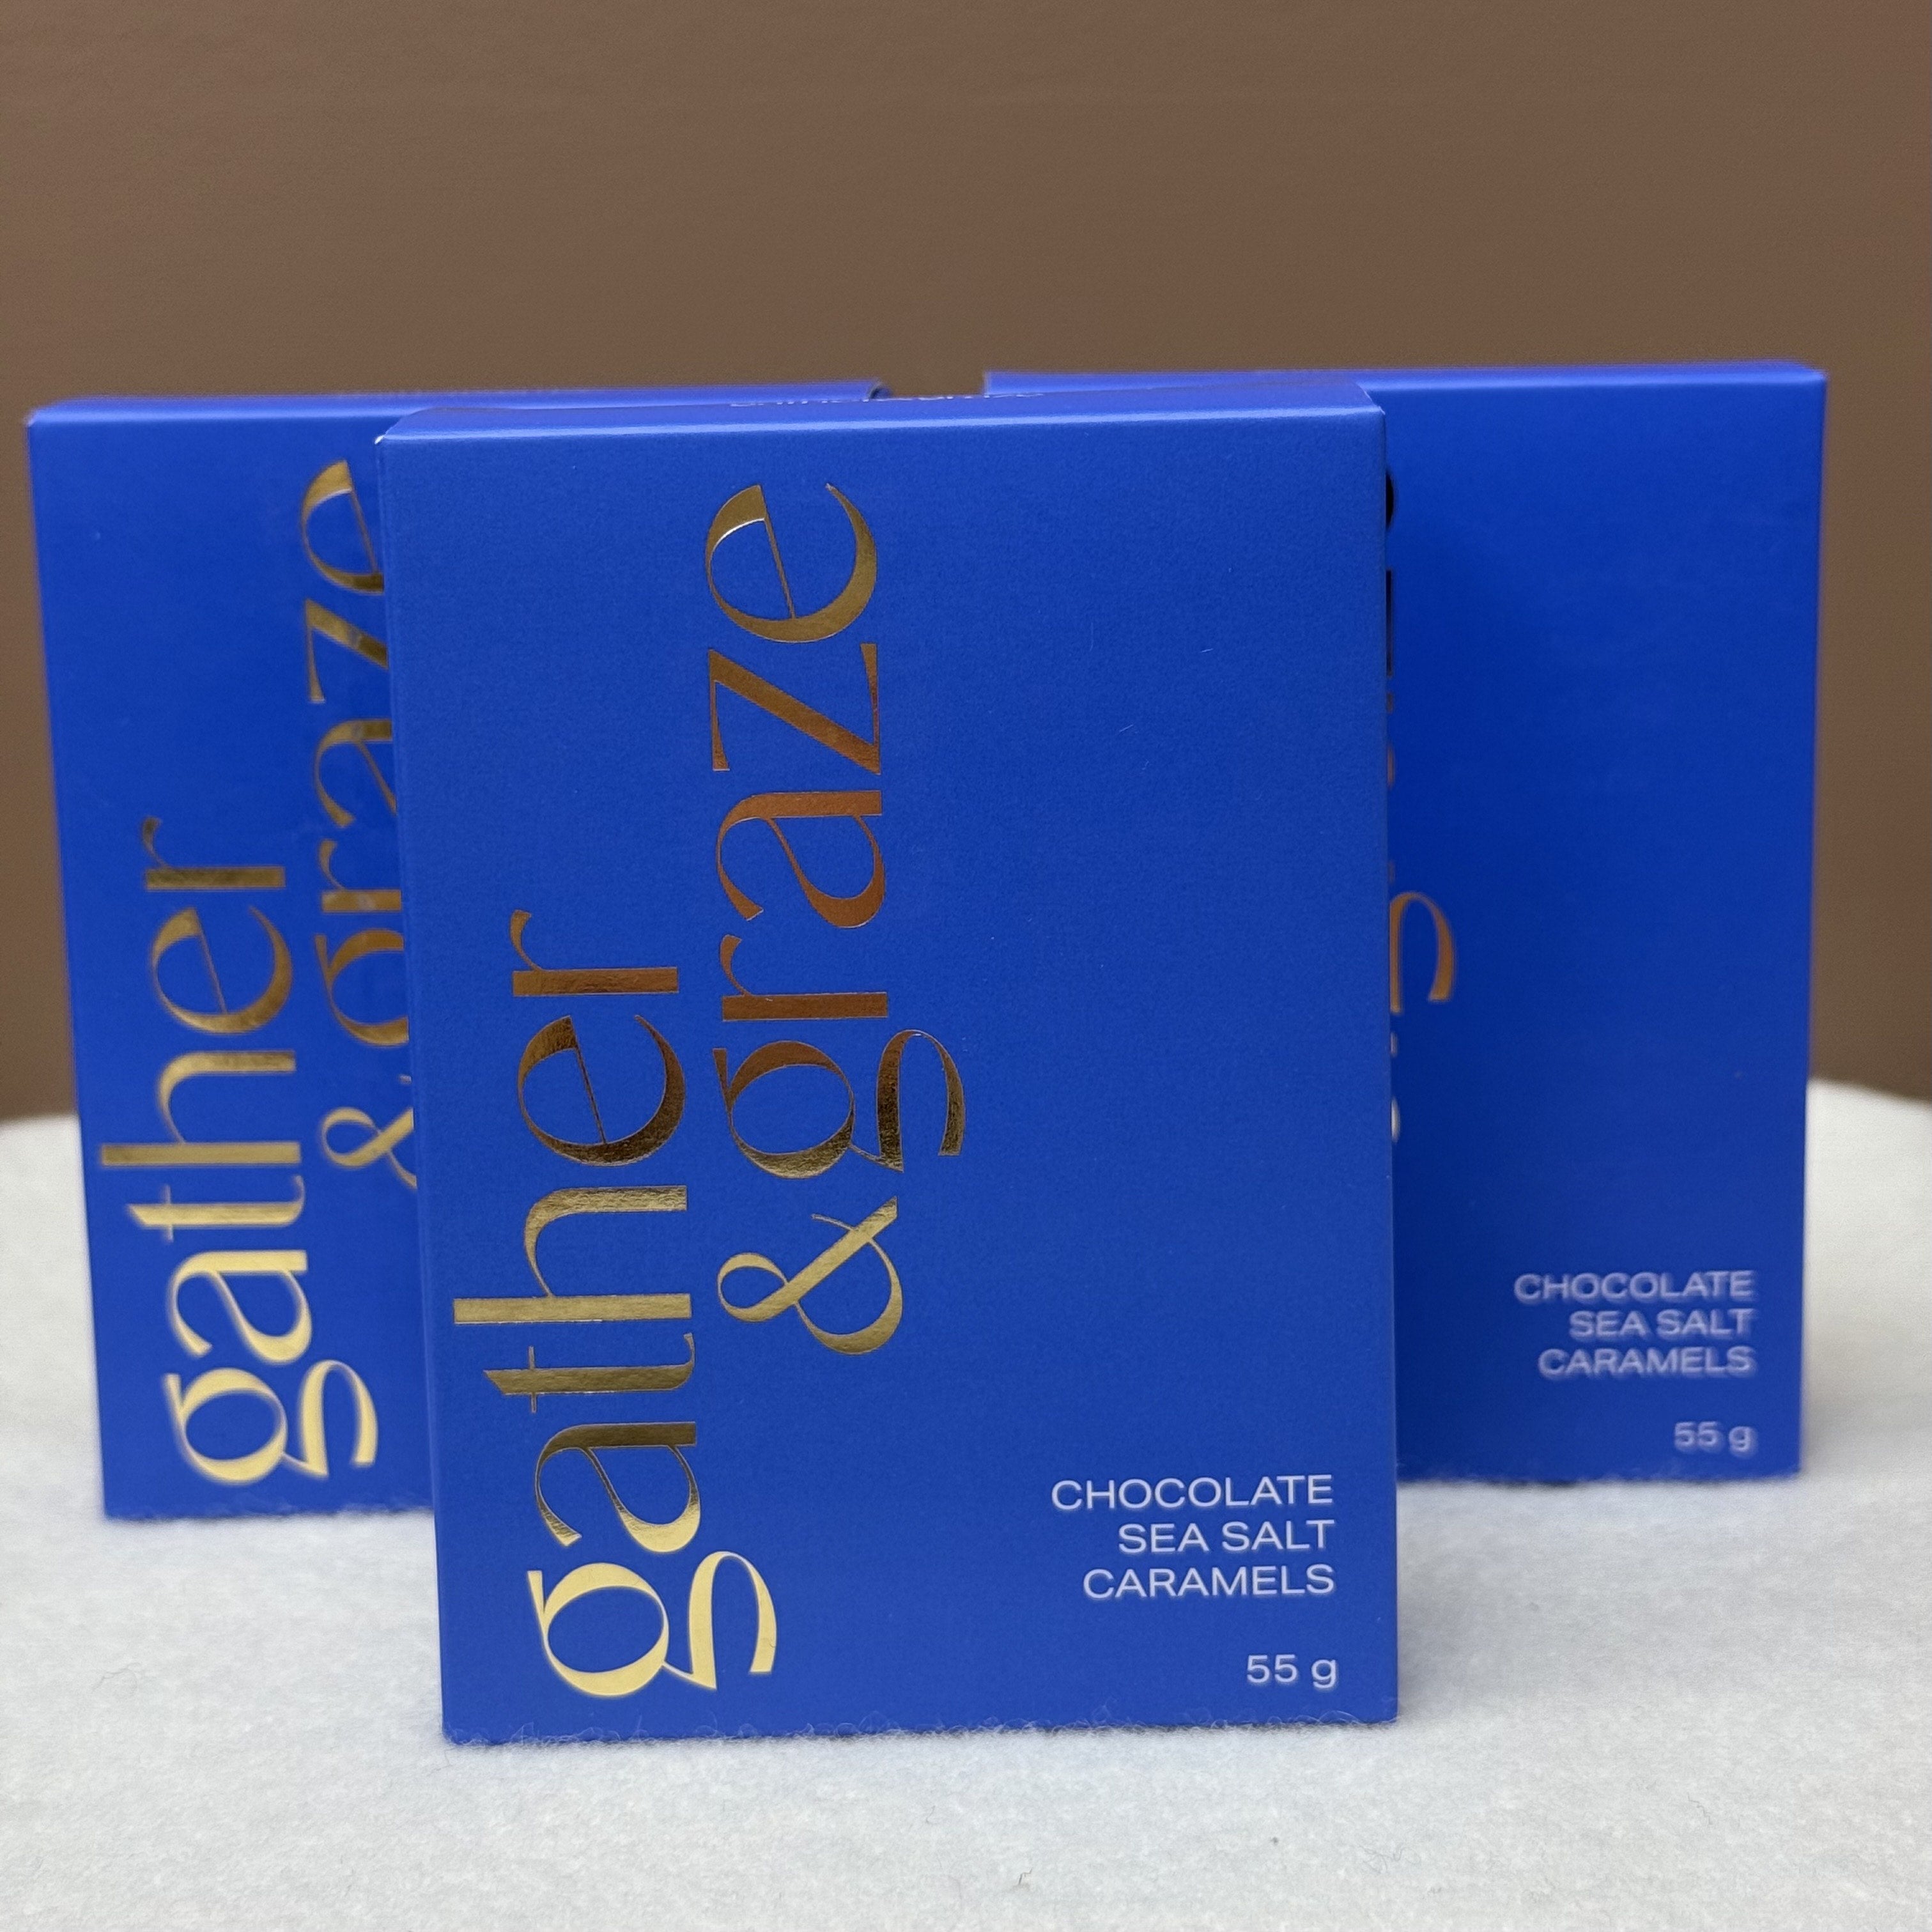 gather
& graze
gather
& graze
CHOCOLATE
SEA SALT
CARAMELS
55 g
CHOCOLATE
SEA SALT
CARAMELS
55 g